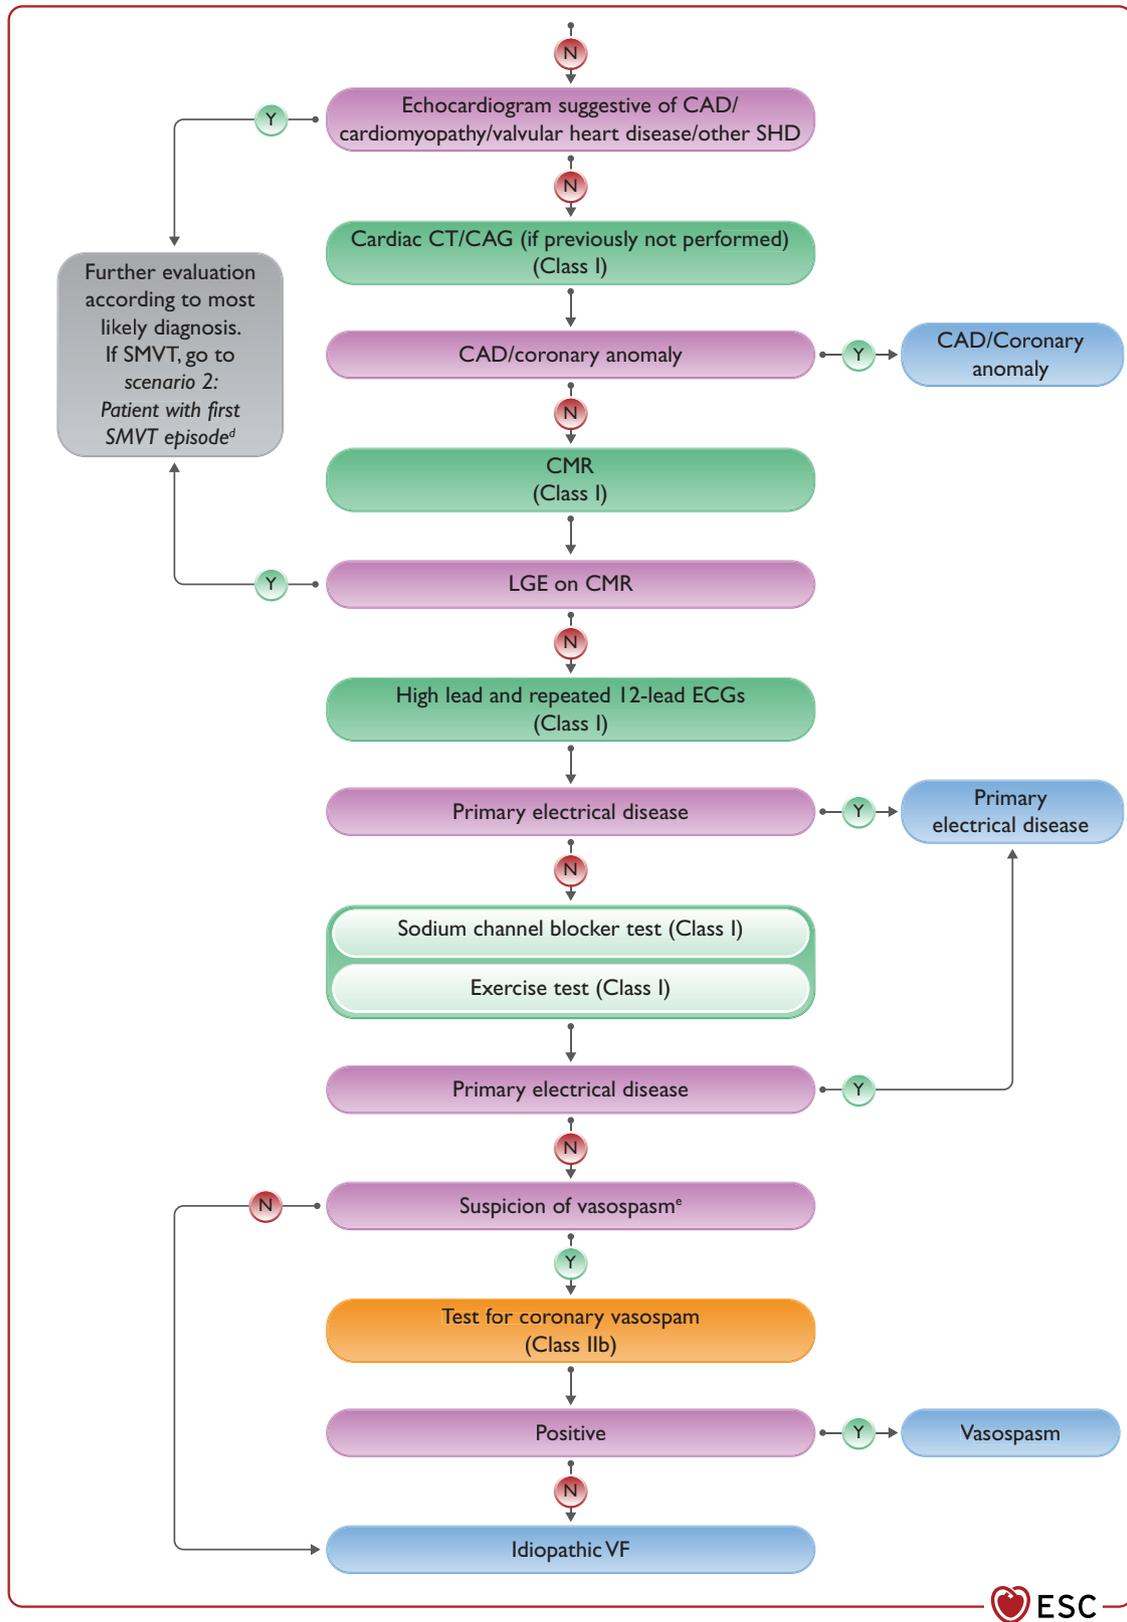 N
Echocardiogram suggestive of CAD/
cardiomyopathy/valvular heart disease/other SHD
Y
N
Cardiac CT/CAG (if previously not performed)
(Class I)
Further evaluation
according to most
likely diagnosis.
If SMVT, go to
scenario 2:
Patient with first
SMVT episodeᵈ
CAD/coronary anomaly
Y
CAD/Coronary
anomaly
N
CMR
(Class I)
LGE on CMR
Y
N
High lead and repeated 12-lead ECGs
(Class I)
Primary electrical disease
Y
Primary
electrical disease
N
Sodium channel blocker test (Class I)
Exercise test (Class I)
Primary electrical disease
Y
N
Suspicion of vasospasmᵉ
N
Y
Test for coronary vasospam
(Class IIb)
Positive
Y
Vasospasm
N
Idiopathic VF
ESC